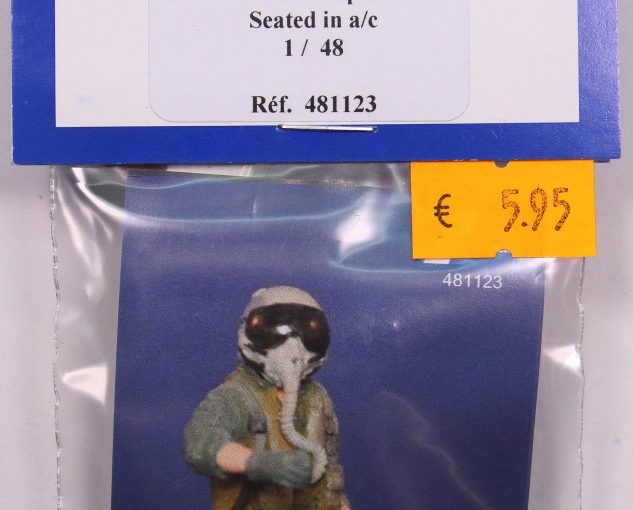 Seated in a/c
1 / 48
Réf. 481123
€ 5.95
481123